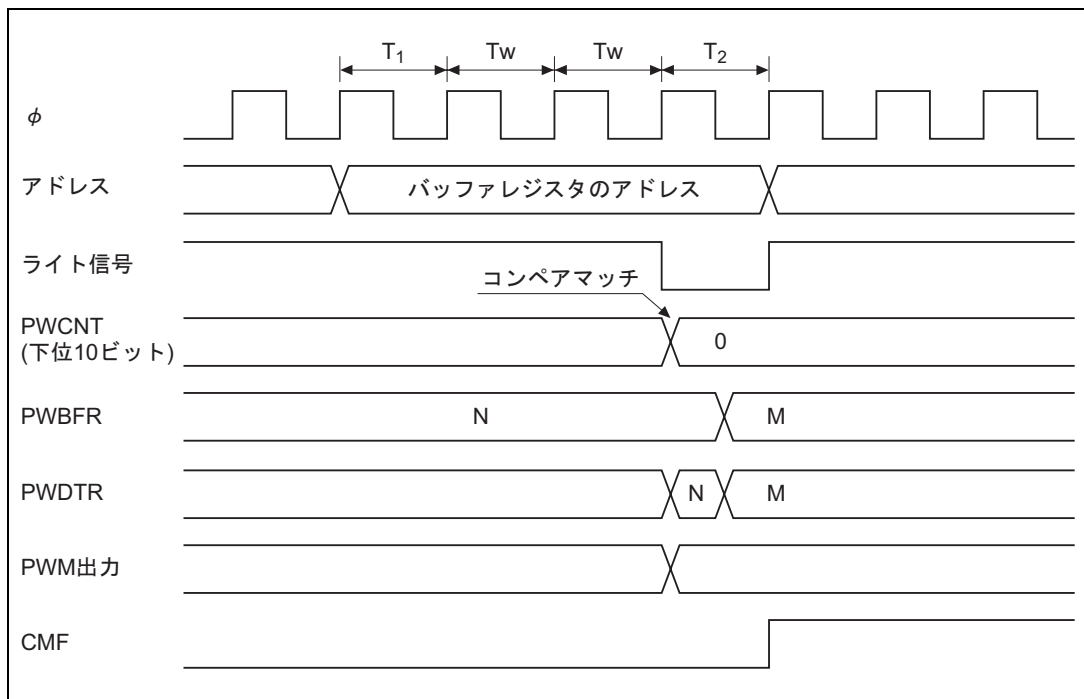 T₁ Tw Tw T₂
φ
アドレス
バッファレジスタのアドレス
ライト信号
コンペアマッチ
PWCNT
(下位10ビット)
0
PWBFR
N M
PWDTR
N M
PWM出力
CMF